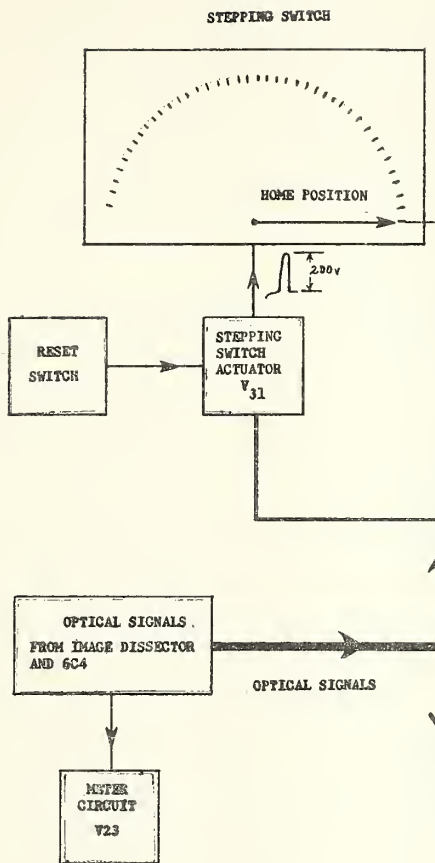 STEPPING SWITCH
HOME POSITION
200v
RESET
SWITCH
STEPPING
SWITCH
ACTUATOR
V31
OPTICAL SIGNALS.
FROM IMAGE DISSECTOR
AND 6C4
OPTICAL SIGNALS
METER
CIRCUIT
V23